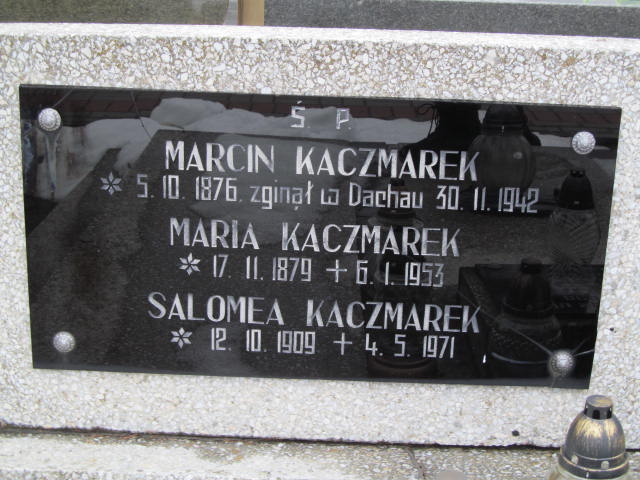 Ś. P.
MARCIN KACZMAREK
* 5. 10. 1876. zginął w Dachau 30. 11. 1942
MARIA KACZMAREK
* 17. 11. 1879 + 6. 1. 1953
SALOMEA KACZMAREK
* 12. 10. 1909 + 4. 5. 1971